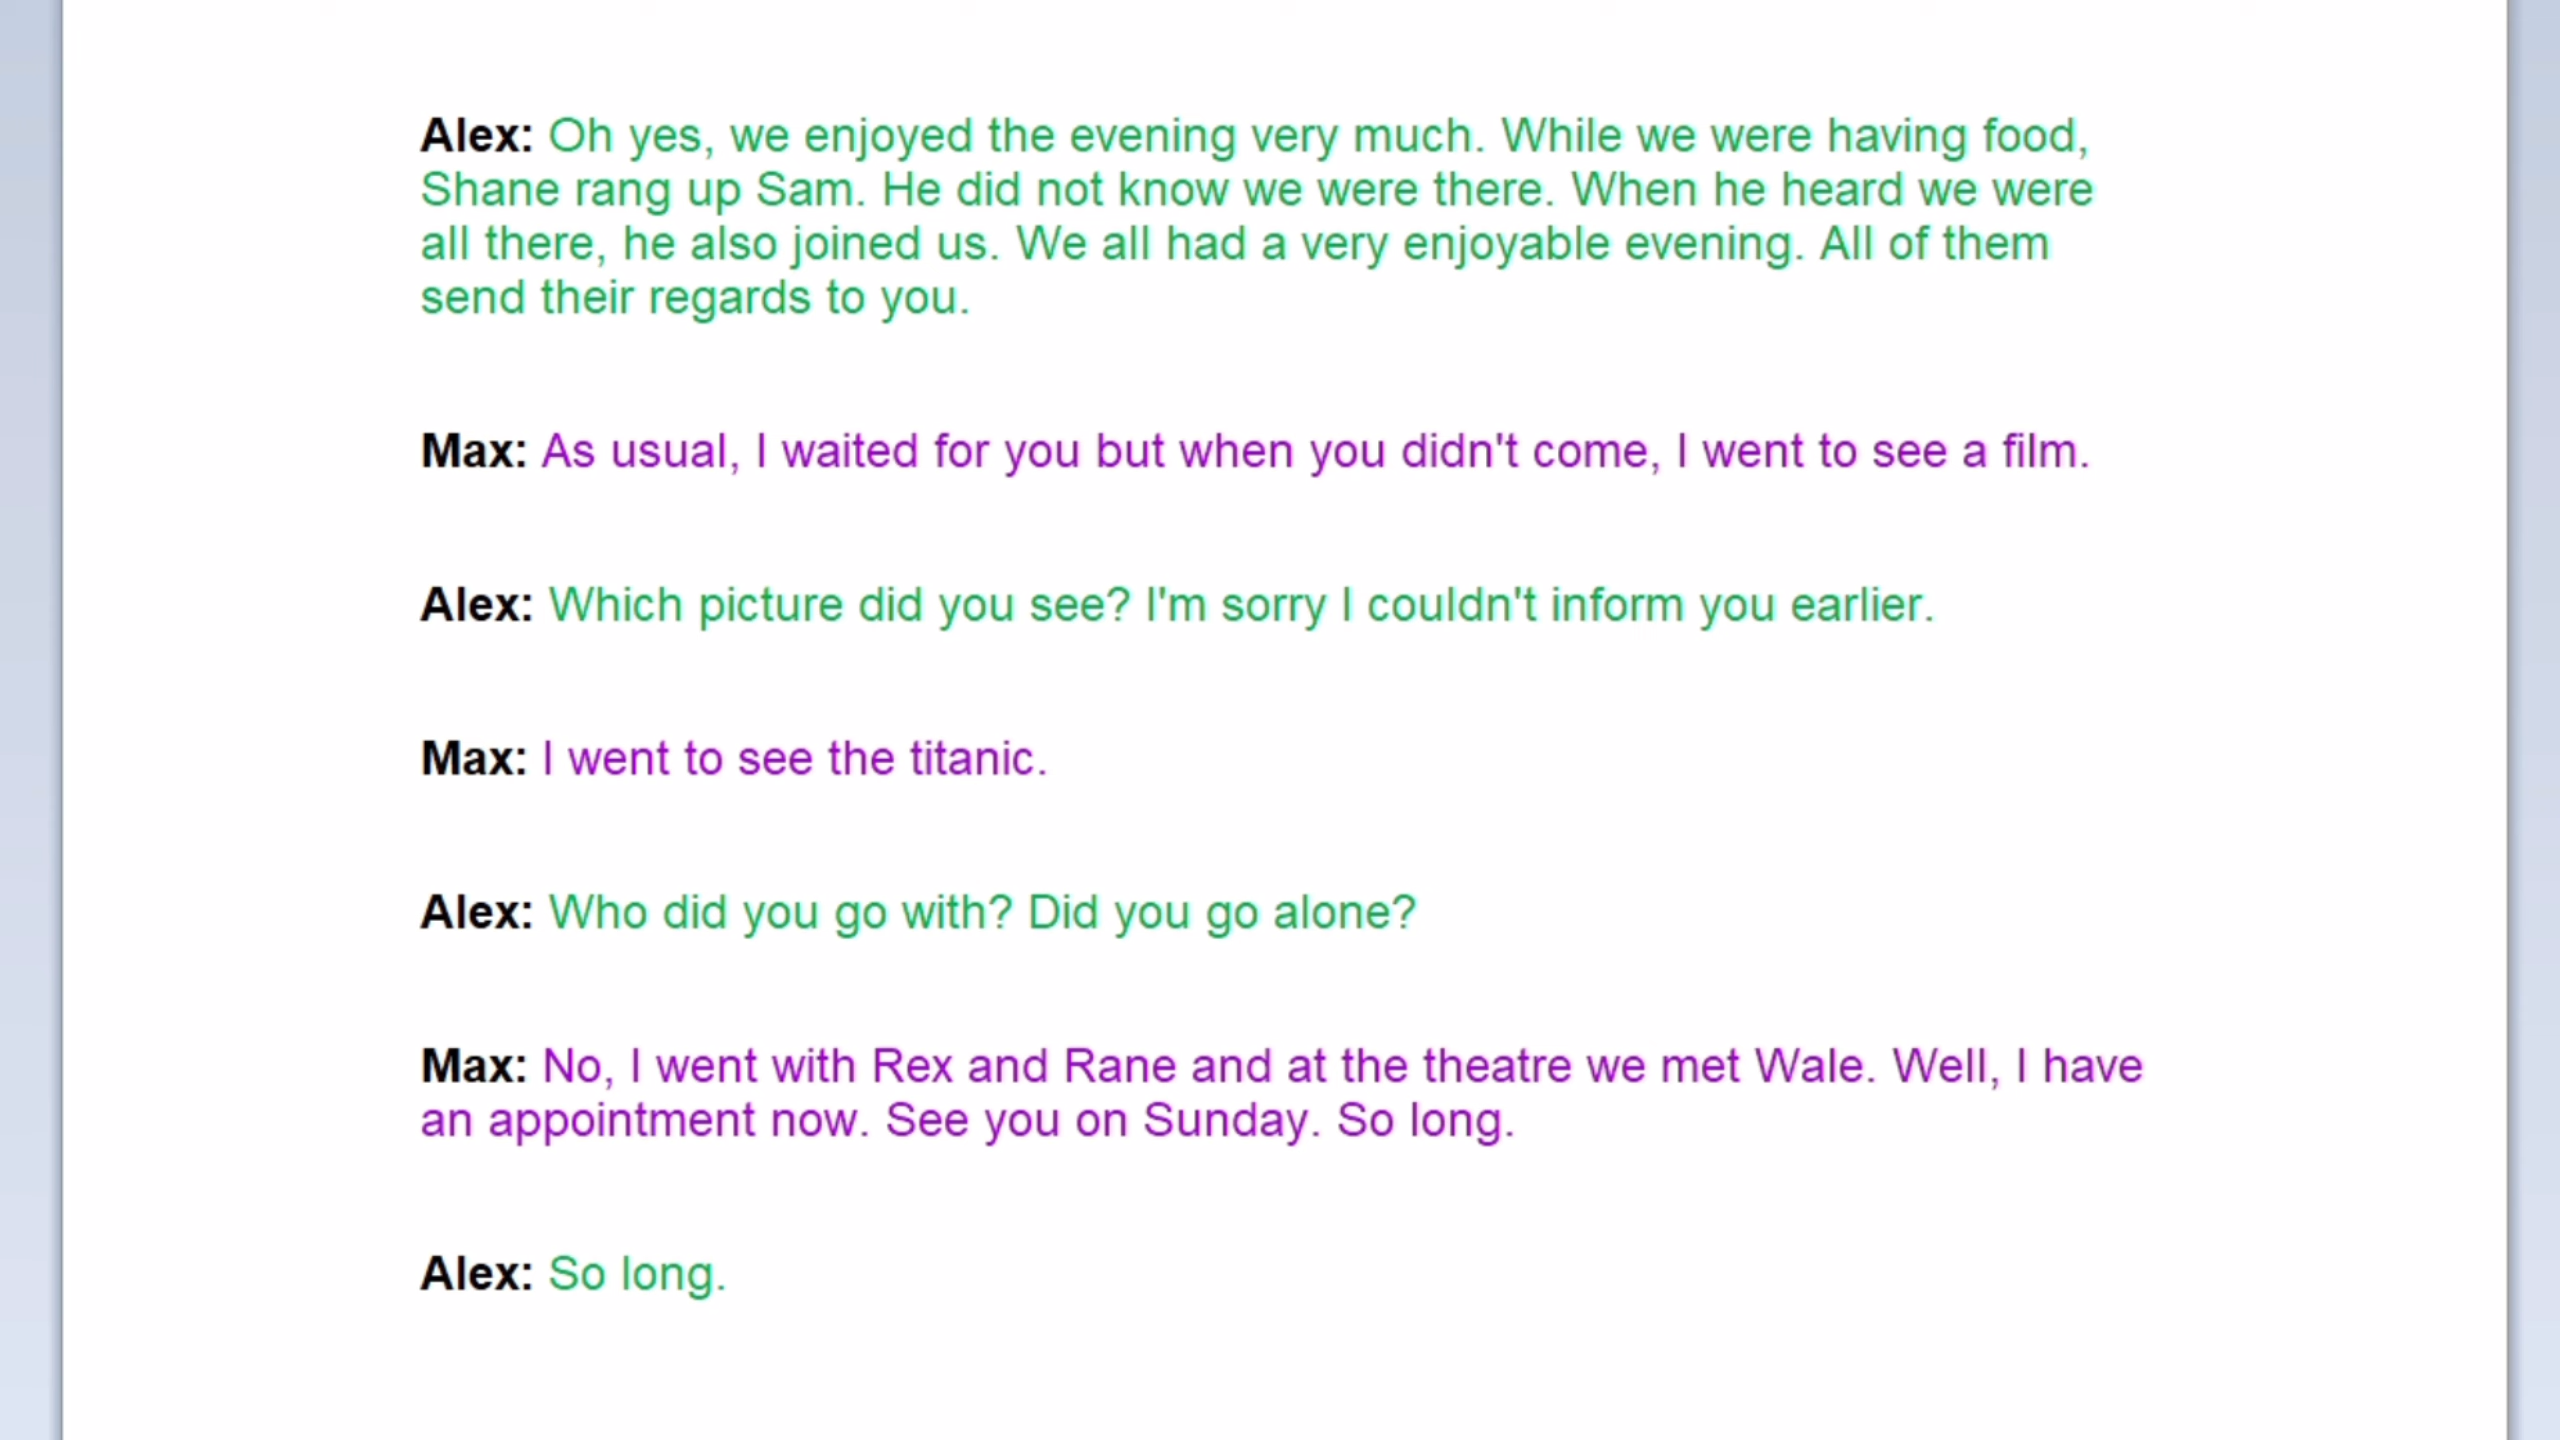 Alex: Oh yes, we enjoyed the evening very much. While we were having food,
Shane rang up Sam. He did not know we were there. When he heard we were
all there, he also joined us. We all had a very enjoyable evening. All of them
send their regards to you.
Max: As usual, I waited for you but when you didn't come, I went to see a film.
Alex: Which picture did you see? I'm sorry I couldn't inform you earlier.
Max: I went to see the titanic.
Alex: Who did you go with? Did you go alone?
Max: No, I went with Rex and Rane and at the theatre we met Wale. Well, I have
an appointment now. See you on Sunday. So long.
Alex: So long.